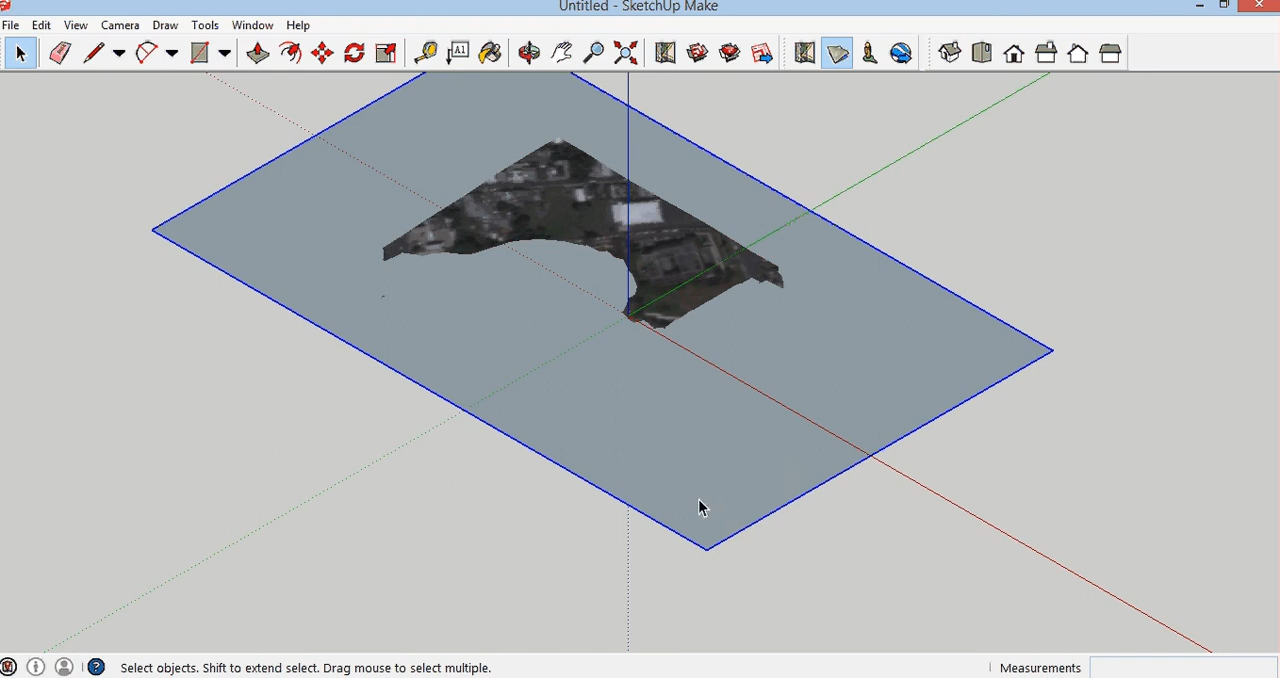 Untitled - SketchUp Make
File Edit View Camera Draw Tools Window Help
A1
Select objects. Shift to extend select. Drag mouse to select multiple.
Measurements